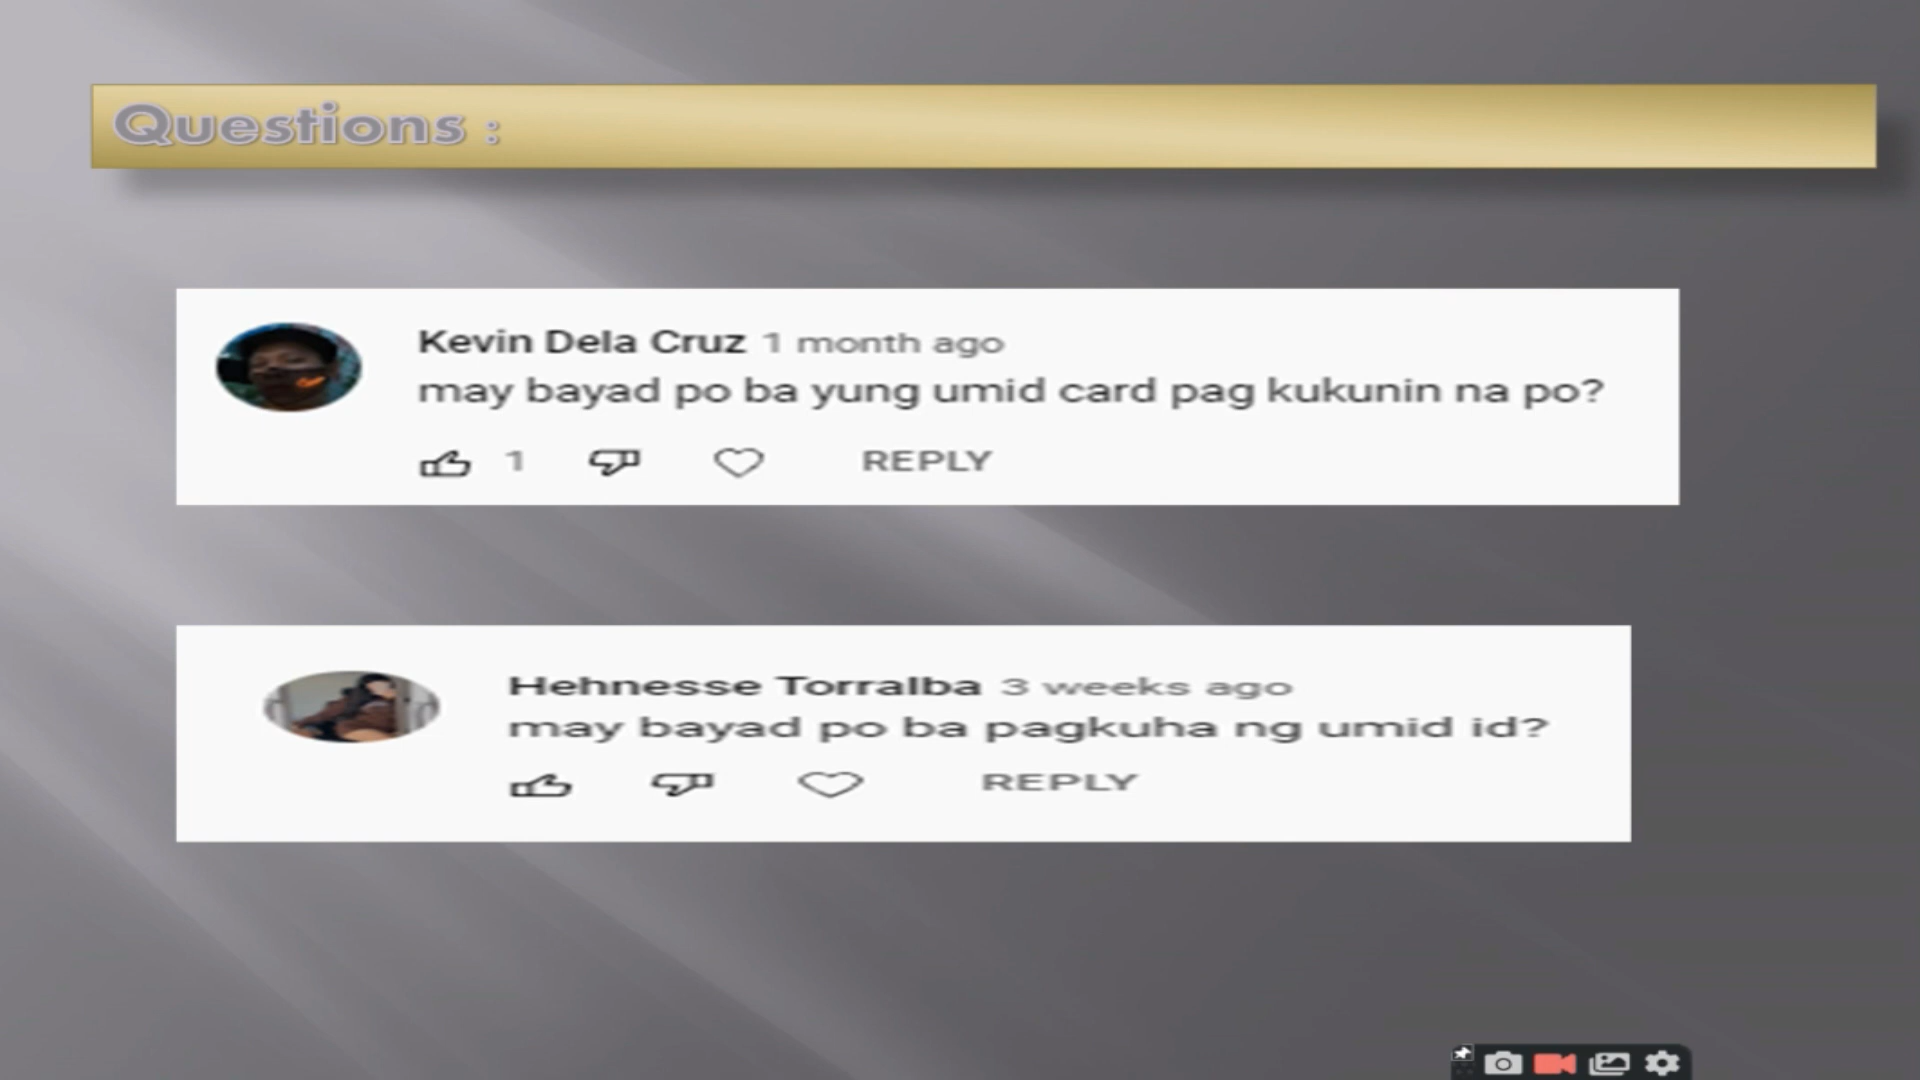 Questions :
Kevin Dela Cruz 1 month ago
may bayad po ba yung umid card pag kukunin na po?
1 REPLY
Hehnesse Torralba 3 weeks ago
may bayad po ba pagkuha ng umid id?
REPLY